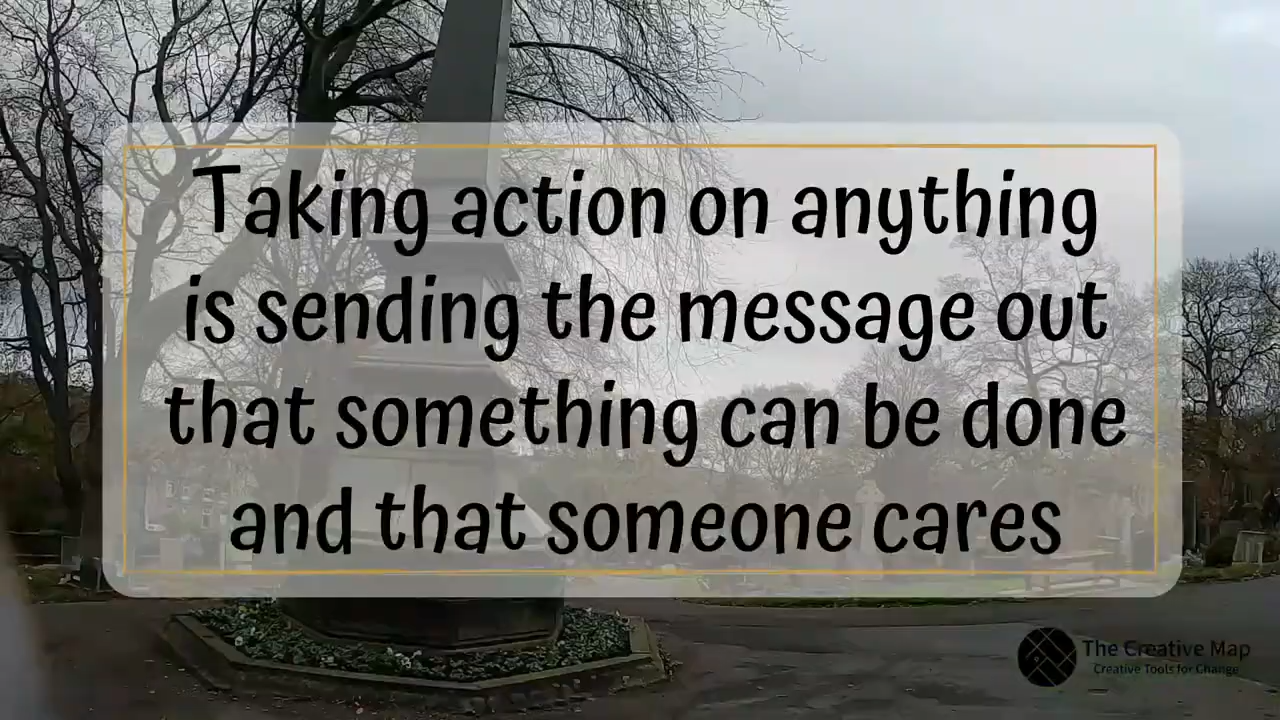 Taking action on anything
is sending the message out
that something can be done
and that someone cares
The Creative Map
Creative Tools for Change